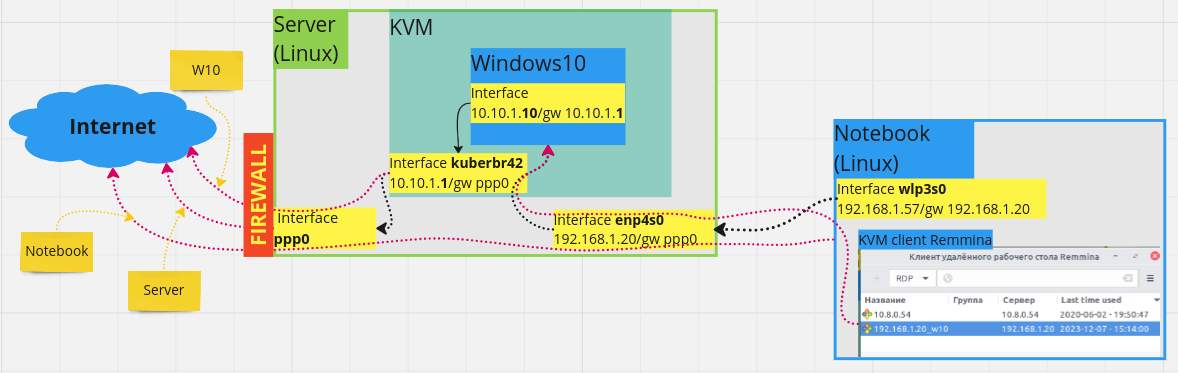 Server
(Linux)
KVM
Windows10
Interface
10.10.1.10/gw 10.10.1.1
W10
Internet
FIREWALL
Interface kuberbr42
10.10.1.1/gw ppp0
Interface
ppp0
Interface enp4s0
192.168.1.20/gw ppp0
Notebook
Server
Notebook
(Linux)
Interface wlp3s0
192.168.1.57/gw 192.168.1.20
KVM client Remmina
Клиент удалённого рабочего стола Remmina
RDP
Название Группа Сервер Last time used
10.8.0.54 10.8.0.54 2020-06-02 - 19:50:47
192.168.1.20_w10 192.168.1.20 2023-12-07 - 15:14:00